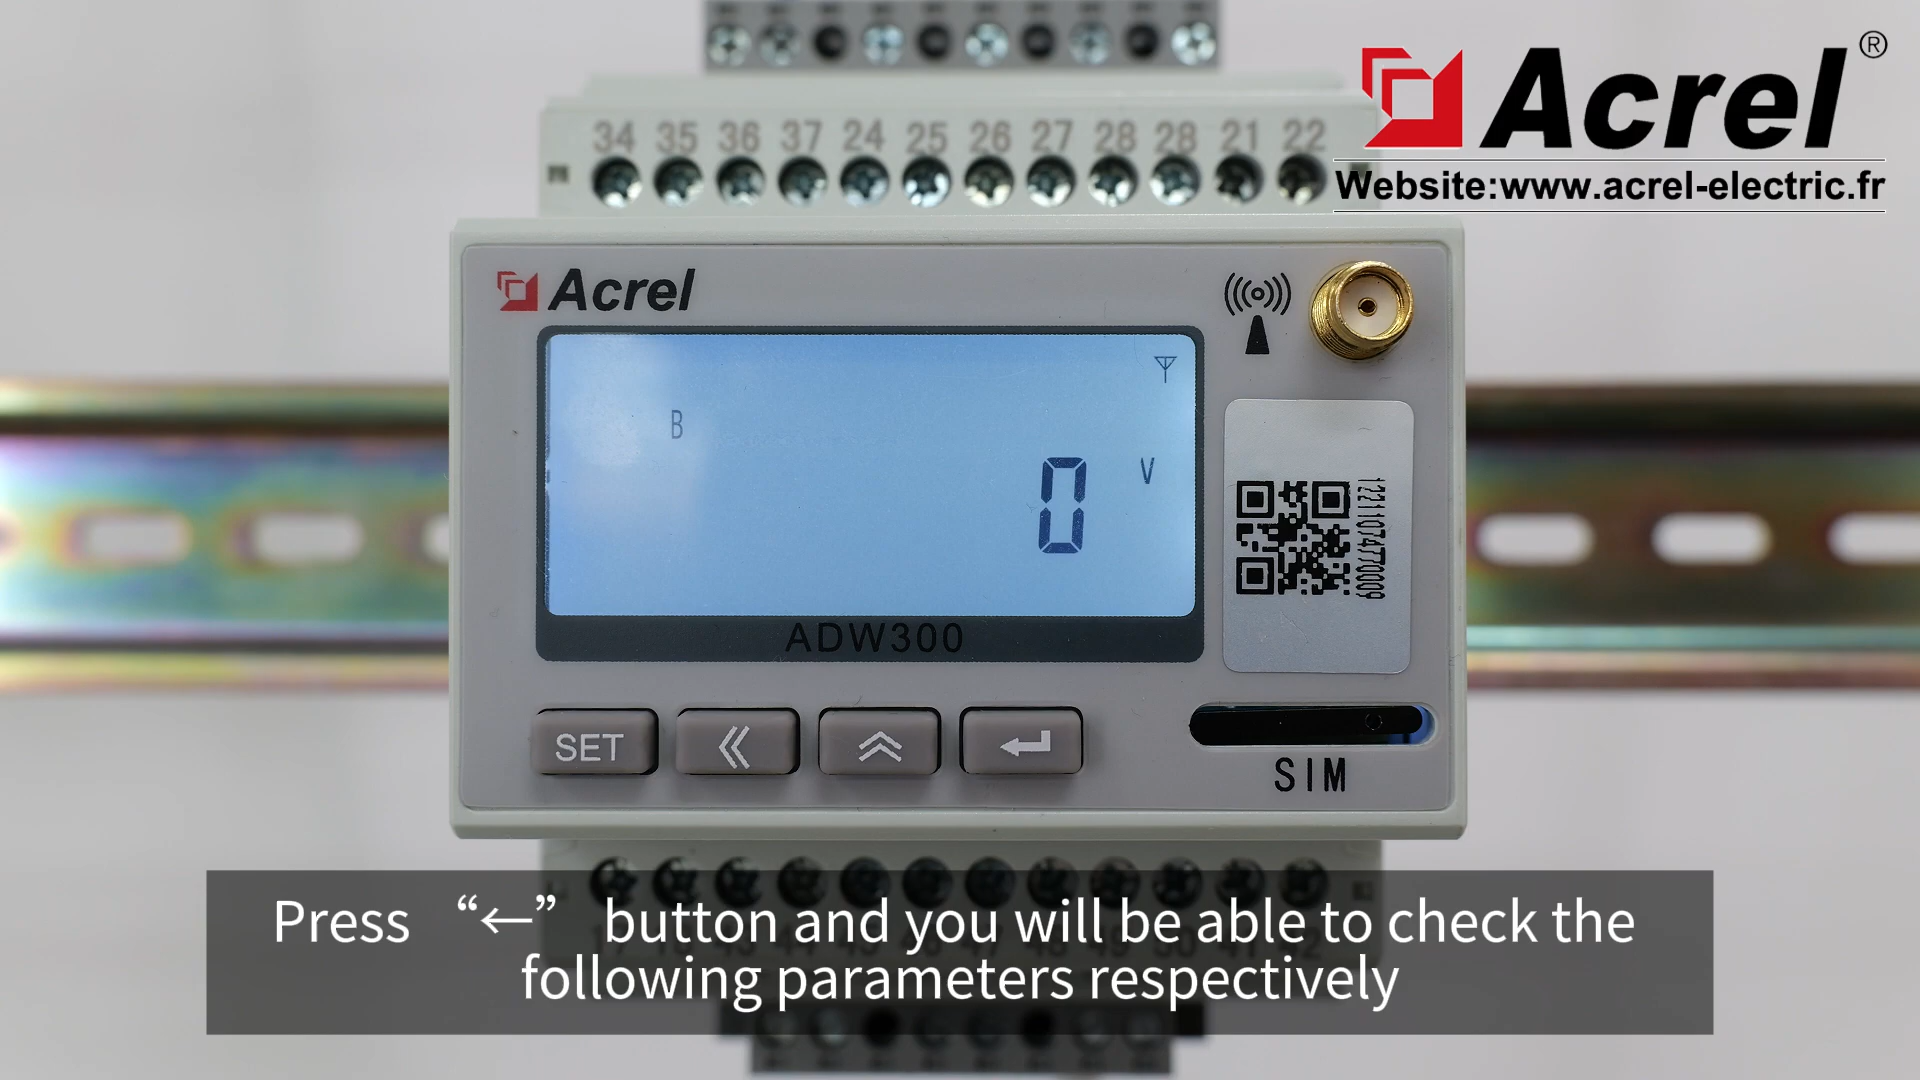 Acrel®
Website:www.acrel-electric.fr
34 35 36 37 24 25 26 27 28 28 21 22
Acrel
B
0 V
ADW300
12211074770009
SET
SIM
Press “←” button and you will be able to check the
following parameters respectively